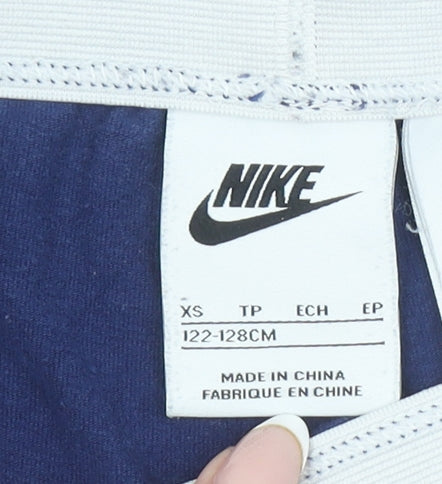 NIKE
XS TP ECH EP
122-128CM
MADE IN CHINA
FABRIQUE EN CHINE